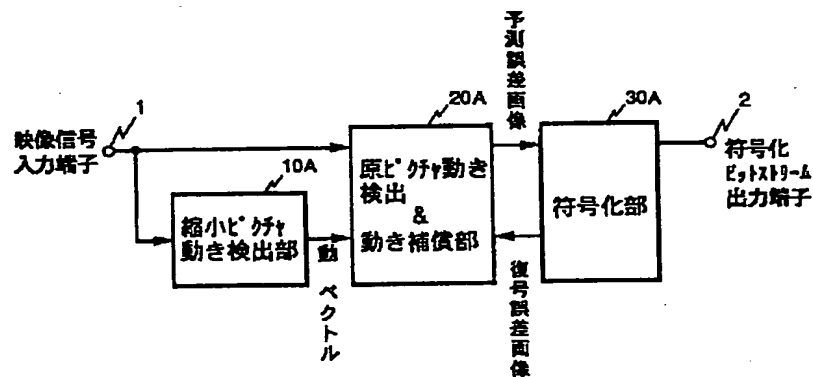 映像信号
入力端子
1
縮小ﾋﾟｸﾁｬ
動き検出部
10A
動ベクトル
原ﾋﾟｸﾁｬ動き
検出
&
動き補償部
20A
予測誤差画像
復号誤差画像
符号化部
30A
2
符号化
ﾋﾞｯﾄｽﾄﾘｰﾑ
出力端子